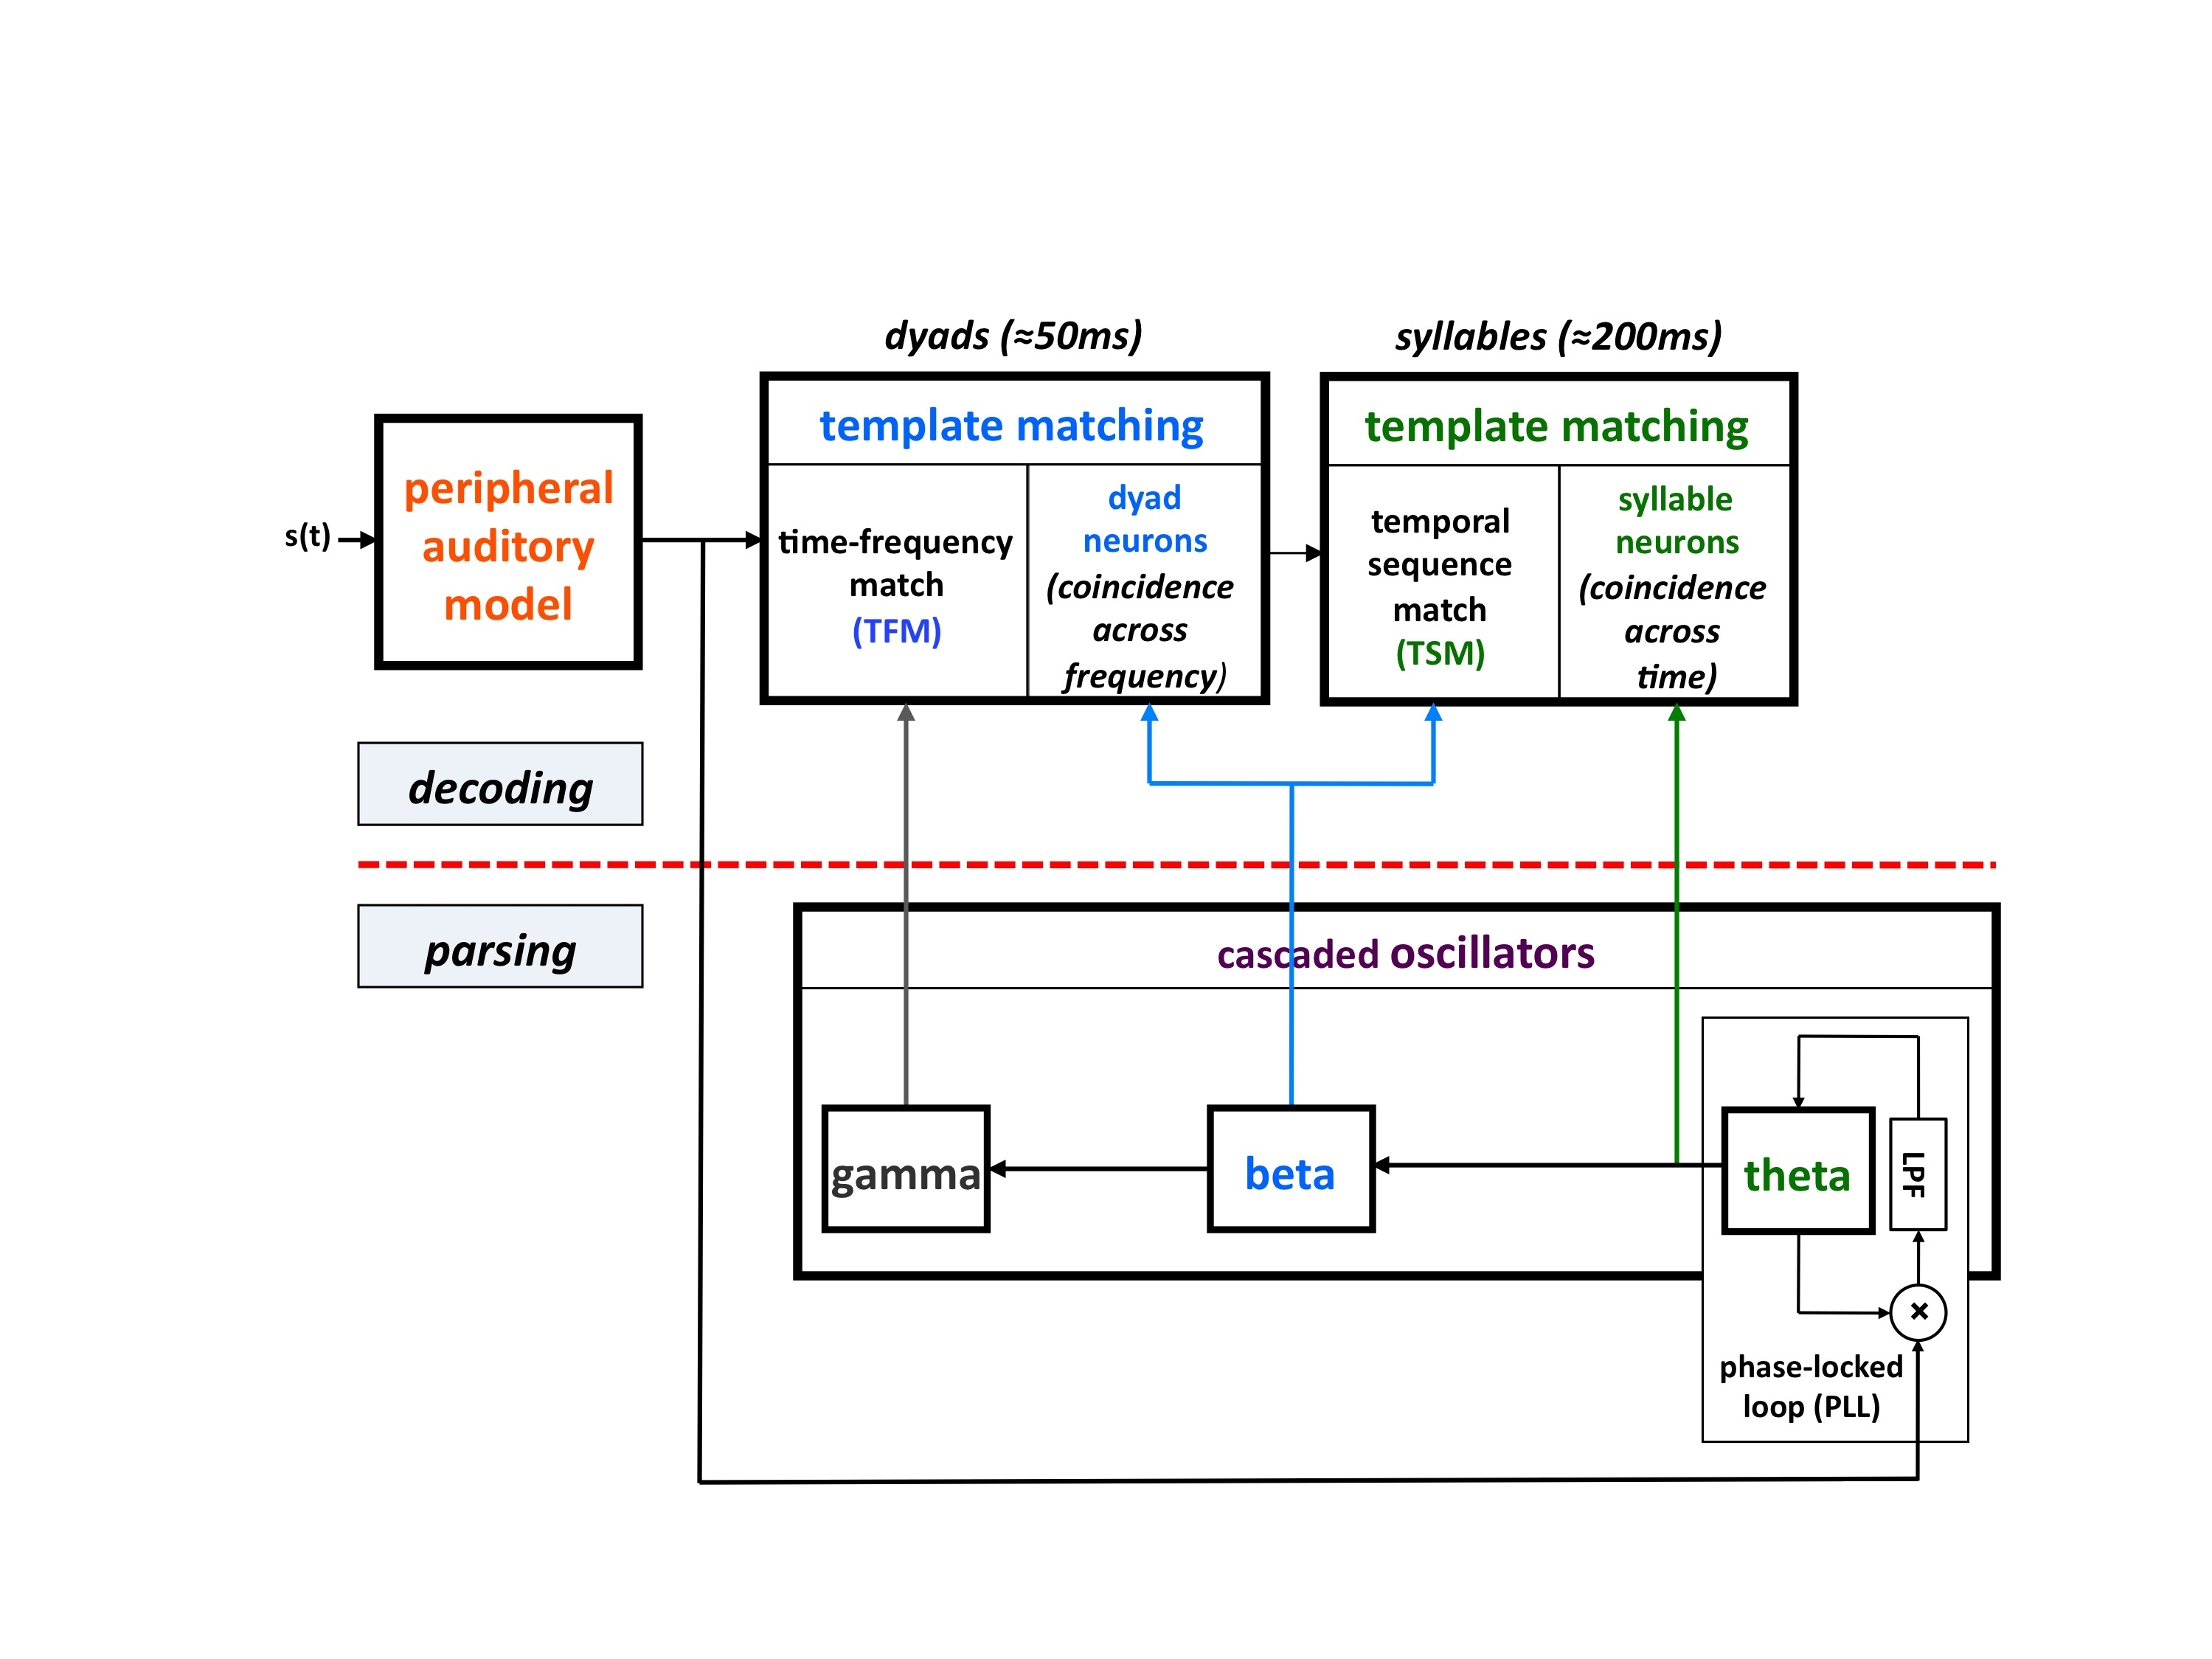 dyads (≈50ms)
syllables (≈200ms)
s(t)
peripheral
auditory
model
template matching
time-frequency
match
(TFM)
dyad
neurons
(coincidence
across
frequency)
template matching
temporal
sequence
match
(TSM)
syllable
neurons
(coincidence
across
time)
decoding
parsing
cascaded oscillators
gamma
beta
theta
LPF
×
phase-locked
loop (PLL)